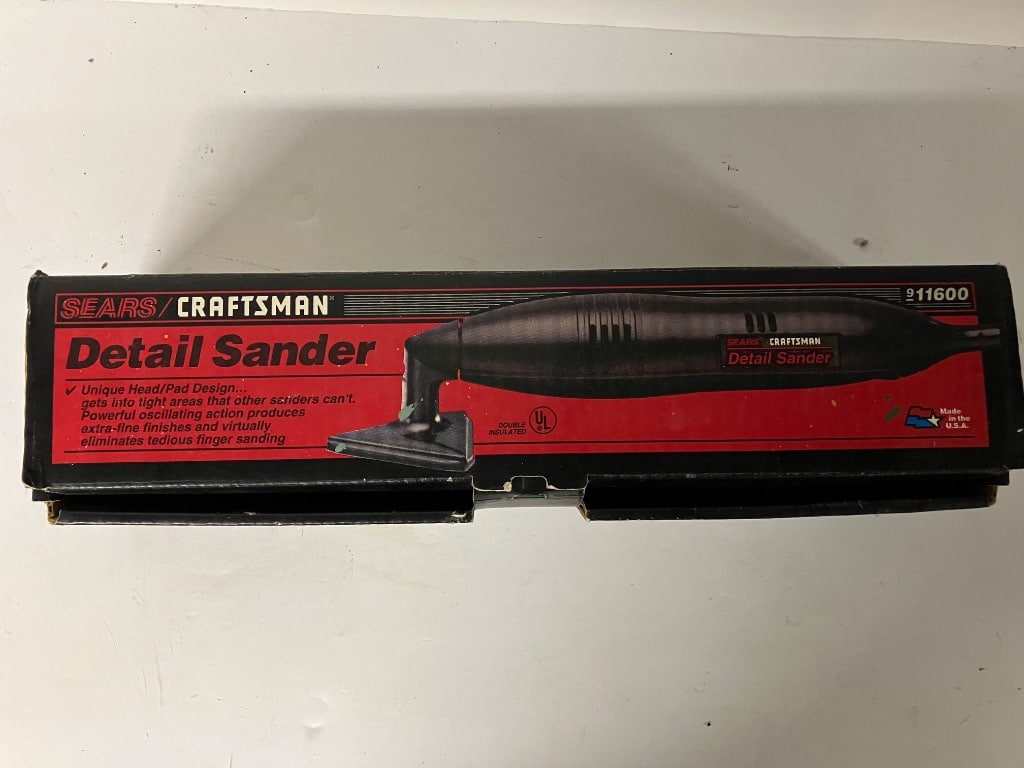 SEARS / CRAFTSMAN®
9 11600
Detail Sander
✓ Unique Head/Pad Design...
gets into tight areas that other sanders can't.
Powerful oscillating action produces
extra-fine finishes and virtually
eliminates tedious finger sanding
SEARS / CRAFTSMAN
Detail Sander
DOUBLE
INSULATED
UL
Made
in the
U.S.A.